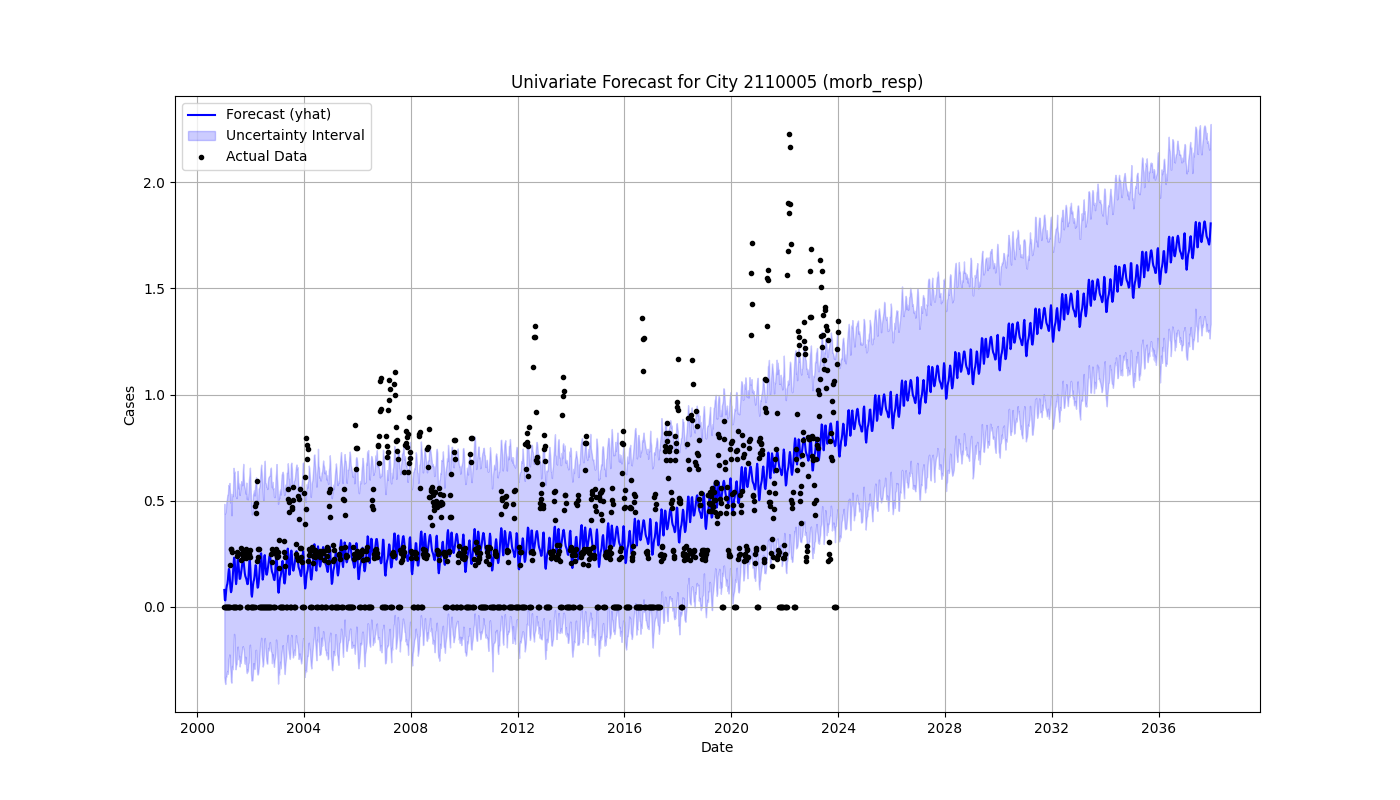 Univariate Forecast for City 2110005 (morb_resp)
Forecast (yhat)
Uncertainty Interval
Actual Data
2.0
1.5
1.0
0.5
0.0
Cases
2000 2004 2008 2012 2016 2020 2024 2028 2032 2036
Date